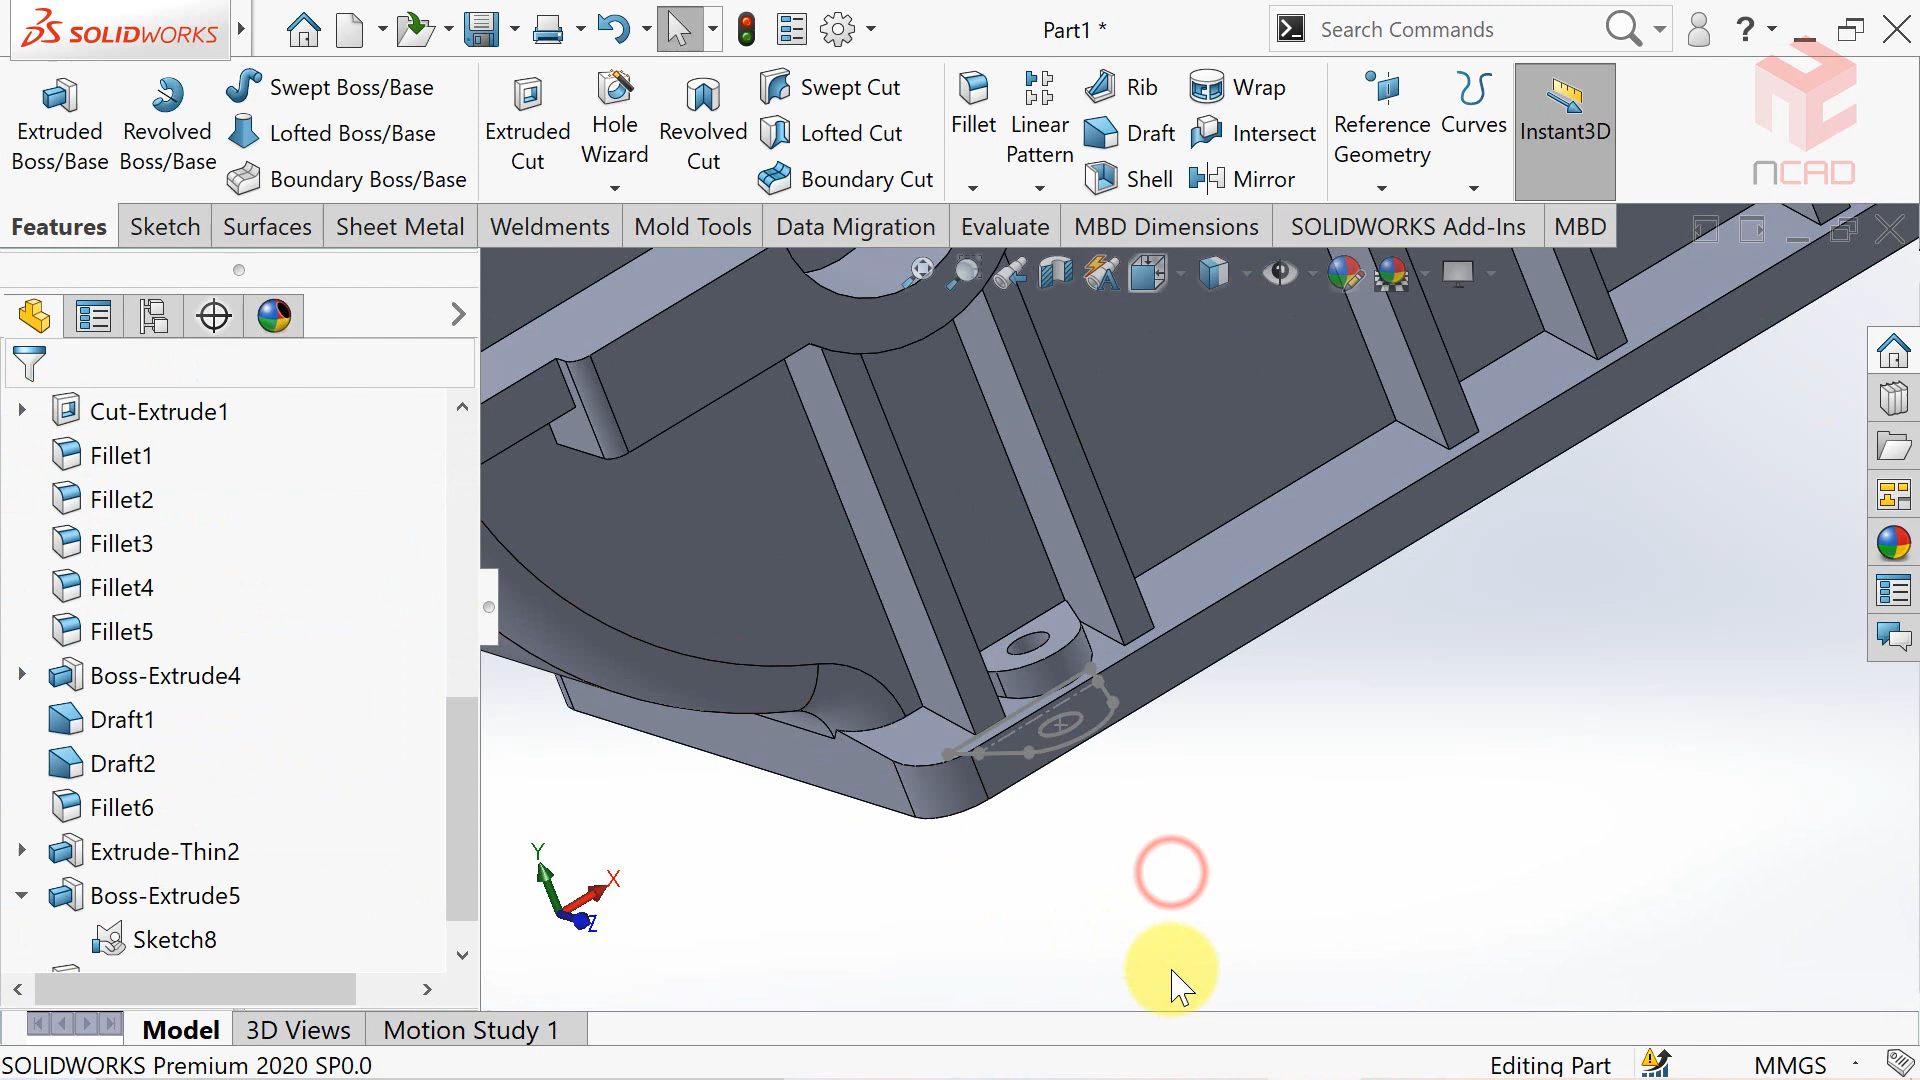 SOLIDWORKS
Part1 *
Search Commands
?
Extruded Boss/Base
Revolved Boss/Base
Swept Boss/Base
Lofted Boss/Base
Boundary Boss/Base
Extruded Cut
Hole Wizard
Revolved Cut
Swept Cut
Lofted Cut
Boundary Cut
Fillet
Linear Pattern
Rib
Draft
Shell
Wrap
Intersect
Mirror
Reference Geometry
Curves
Instant3D
NCAD
Features
Sketch
Surfaces
Sheet Metal
Weldments
Mold Tools
Data Migration
Evaluate
MBD Dimensions
SOLIDWORKS Add-Ins
MBD
Cut-Extrude1
Fillet1
Fillet2
Fillet3
Fillet4
Fillet5
Boss-Extrude4
Draft1
Draft2
Fillet6
Extrude-Thin2
Boss-Extrude5
Sketch8
Y
X
Z
Model
3D Views
Motion Study 1
SOLIDWORKS Premium 2020 SP0.0
Editing Part
MMGS